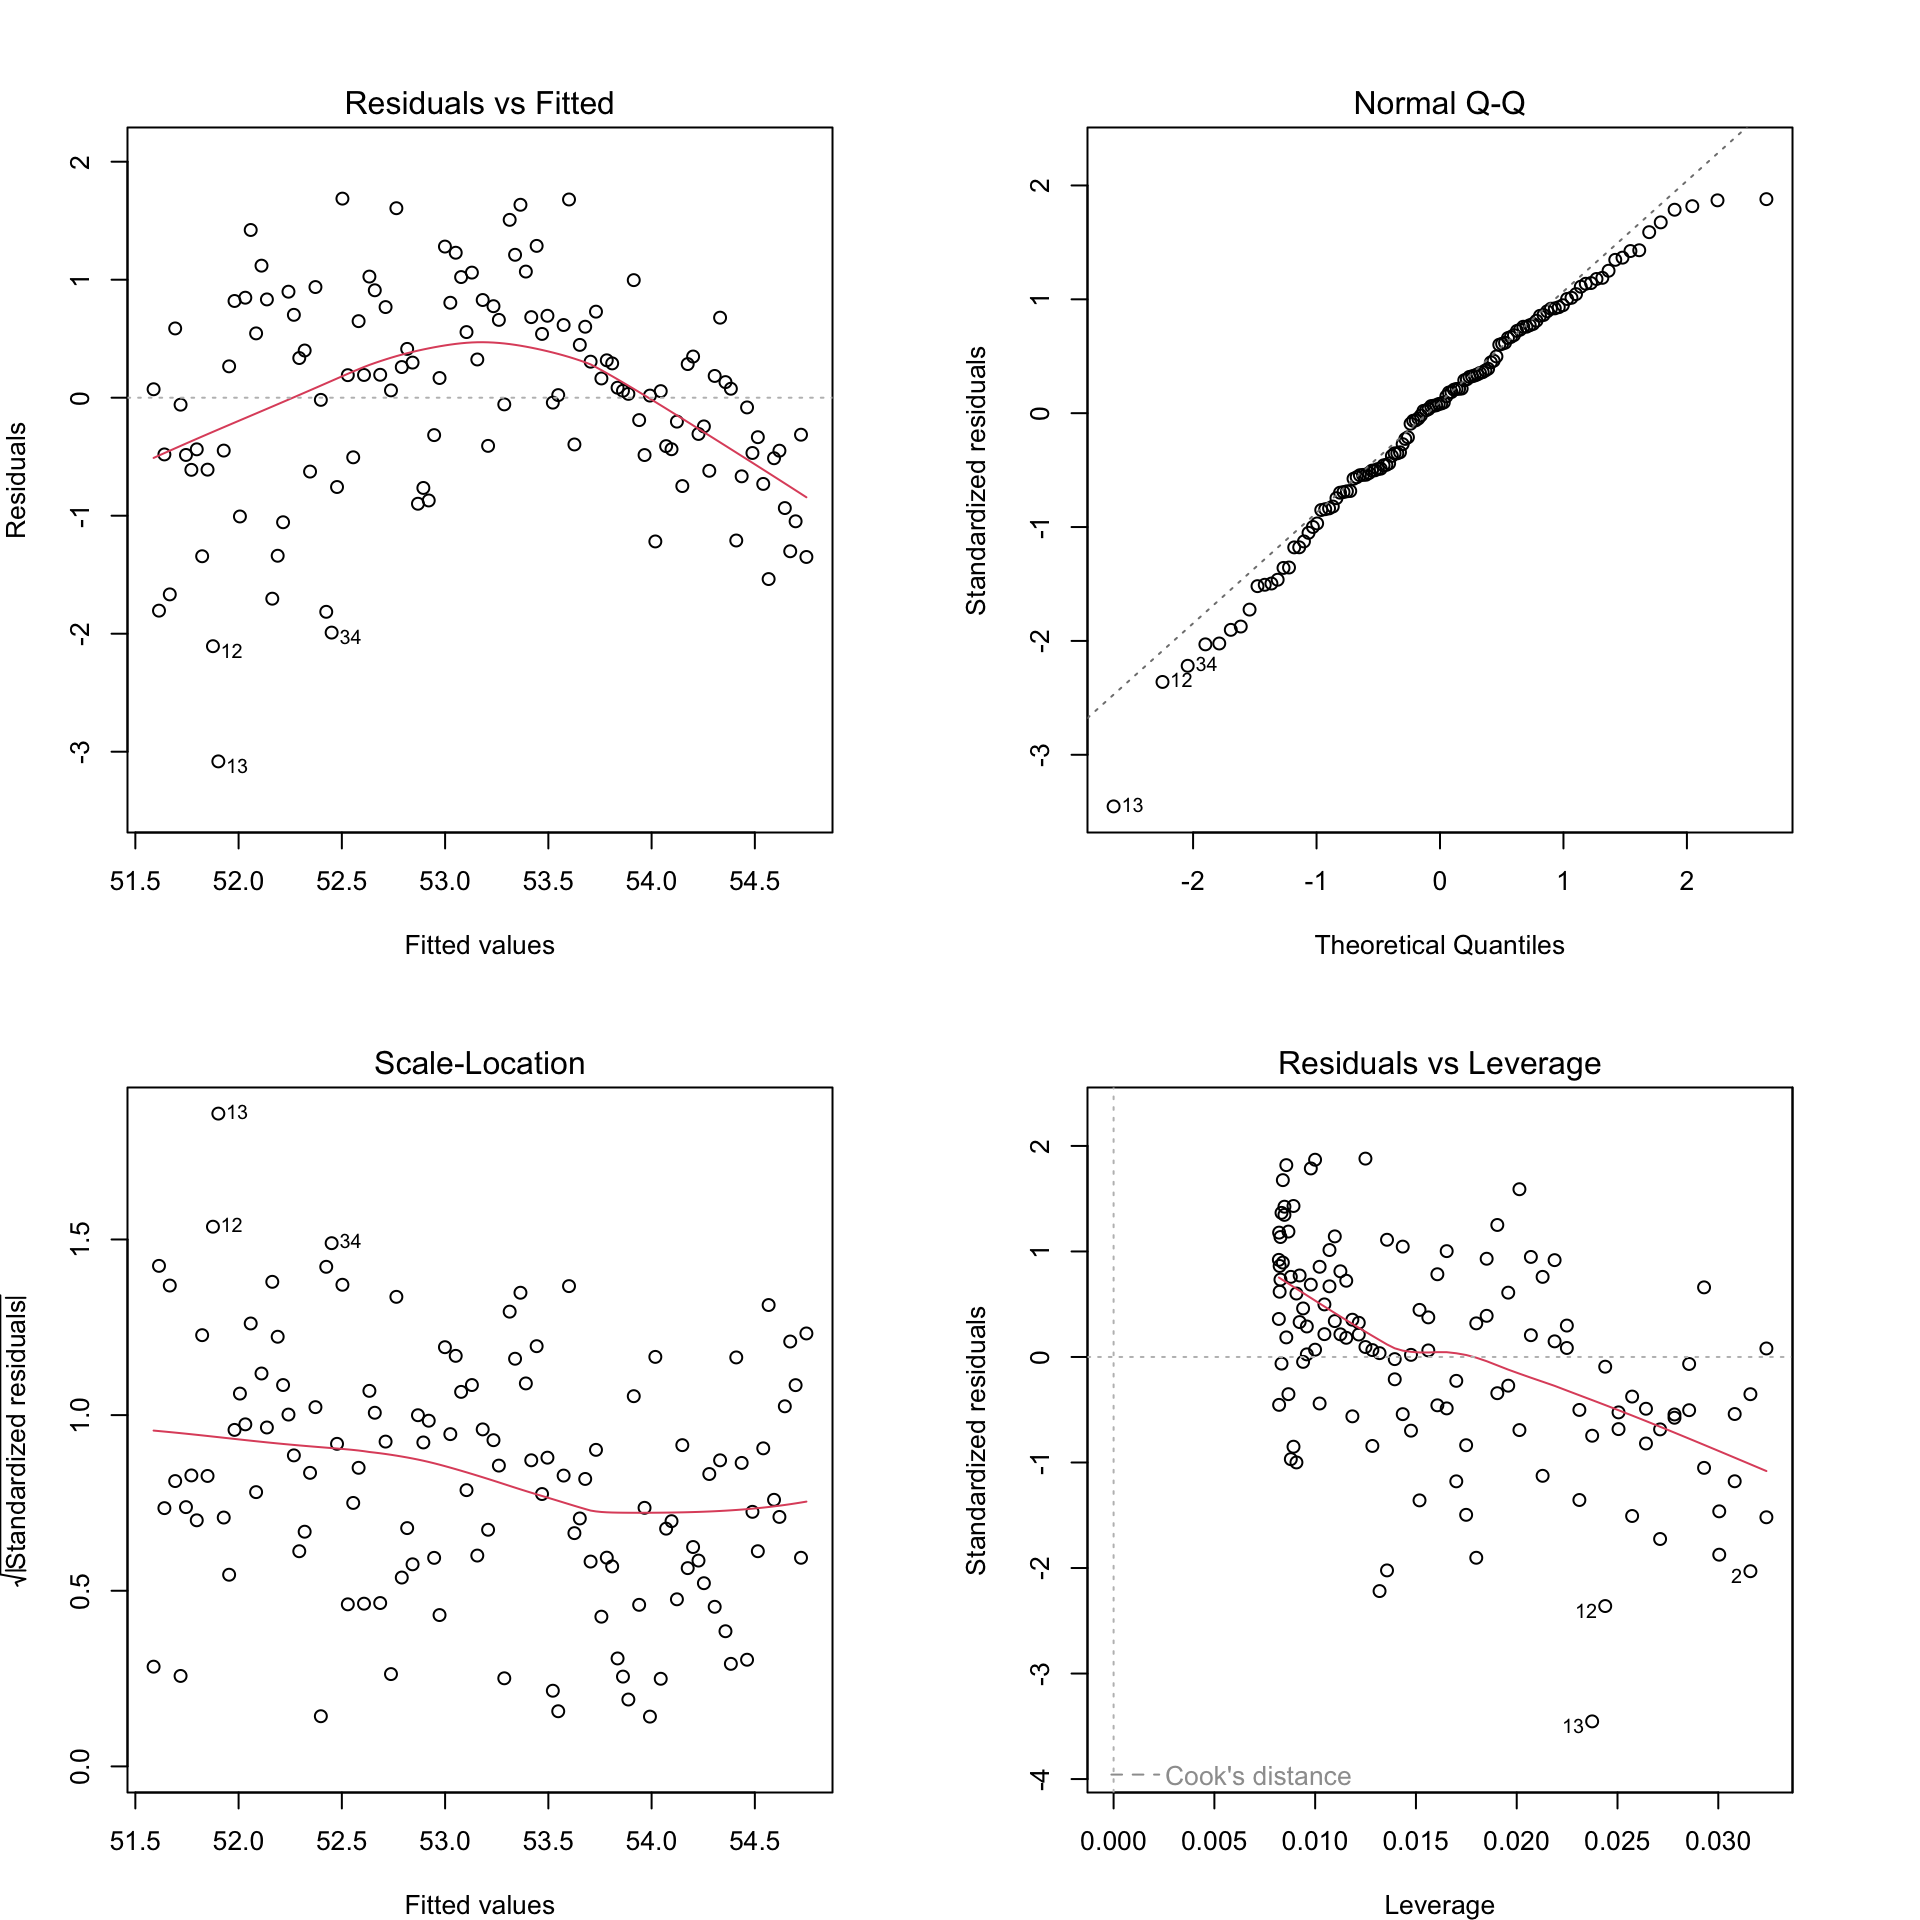 Residuals vs Fitted
2
1
0
-1
-2
-3
Residuals
12
34
13
51.5 52.0 52.5 53.0 53.5 54.0 54.5
Fitted values
Normal Q-Q
2
1
0
-1
-2
-3
Standardized residuals
34
12
13
-2 -1 0 1 2
Theoretical Quantiles
Scale-Location
13
12
34
1.5
1.0
0.5
0.0
√|Standardized residuals|
51.5 52.0 52.5 53.0 53.5 54.0 54.5
Fitted values
Residuals vs Leverage
2
1
0
-1
-2
-3
-4
Standardized residuals
2
12
13
Cook's distance
0.000 0.005 0.010 0.015 0.020 0.025 0.030
Leverage